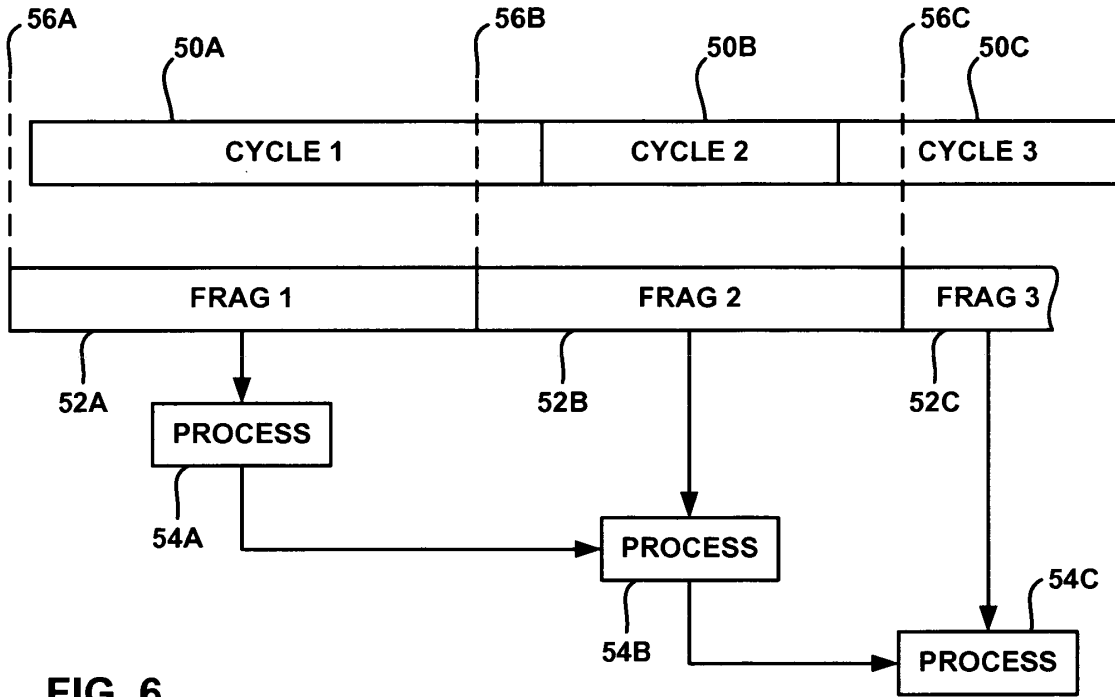 56A
56B
56C
50A
50B
50C
CYCLE 1
CYCLE 2
CYCLE 3
FRAG 1
FRAG 2
FRAG 3
52A
52B
52C
PROCESS
54A
PROCESS
54B
54C
PROCESS
FIG. 6